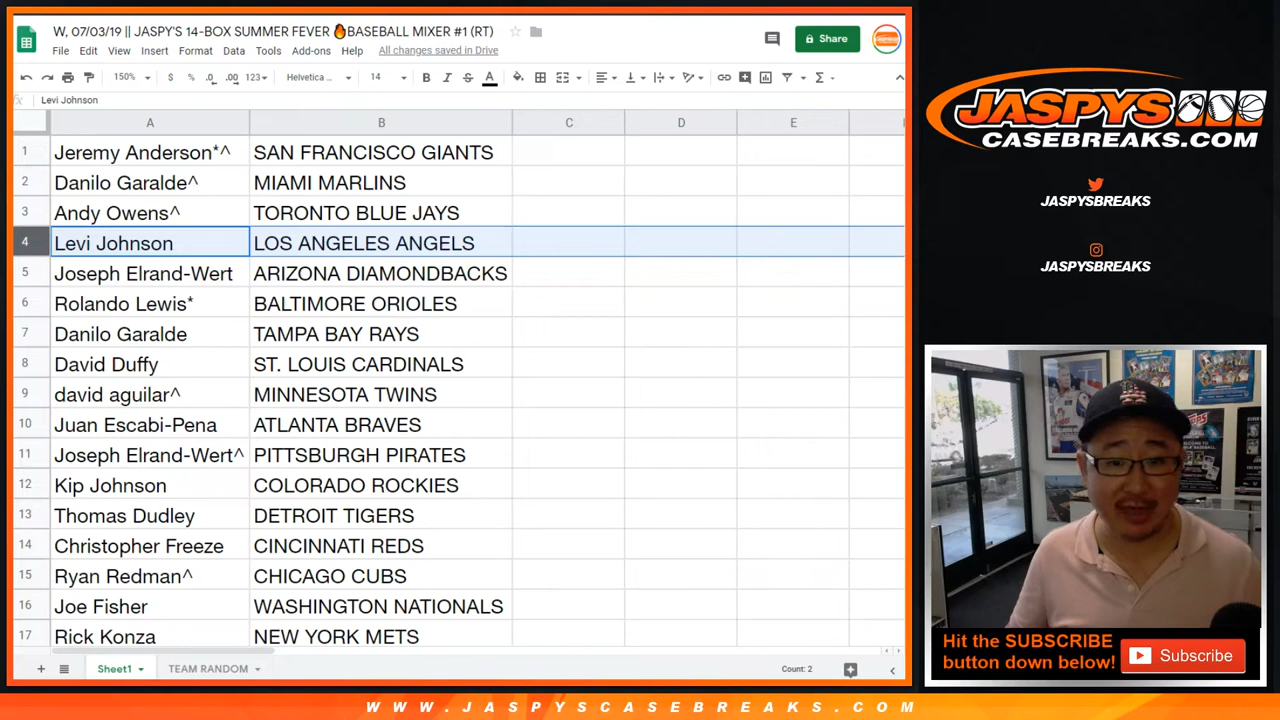 W, 07/03/19 || JASPY'S 14-BOX SUMMER FEVER 🔥BASEBALL MIXER #1 (RT)
File Edit View Insert Format Data Tools Add-ons Help All changes saved in Drive
Share
150% $ % .0 .00 123 Helvetica... 14 B I S A
fx Levi Johnson
A B C D E
1 Jeremy Anderson*^ SAN FRANCISCO GIANTS
2 Danilo Garalde^ MIAMI MARLINS
3 Andy Owens^ TORONTO BLUE JAYS
4 Levi Johnson LOS ANGELES ANGELS
5 Joseph Elrand-Wert ARIZONA DIAMONDBACKS
6 Rolando Lewis* BALTIMORE ORIOLES
7 Danilo Garalde TAMPA BAY RAYS
8 David Duffy ST. LOUIS CARDINALS
9 david aguilar^ MINNESOTA TWINS
10 Juan Escabi-Pena ATLANTA BRAVES
11 Joseph Elrand-Wert^ PITTSBURGH PIRATES
12 Kip Johnson COLORADO ROCKIES
13 Thomas Dudley DETROIT TIGERS
14 Christopher Freeze CINCINNATI REDS
15 Ryan Redman^ CHICAGO CUBS
16 Joe Fisher WASHINGTON NATIONALS
17 Rick Konza NEW YORK METS
Sheet1 TEAM RANDOM Count: 2
JASPYS
CASEBREAKS.COM
JASPYSBREAKS
JASPYSBREAKS
Hit the SUBSCRIBE
button down below!
Subscribe
WWW.JASPYSCASEBREAKS.COM